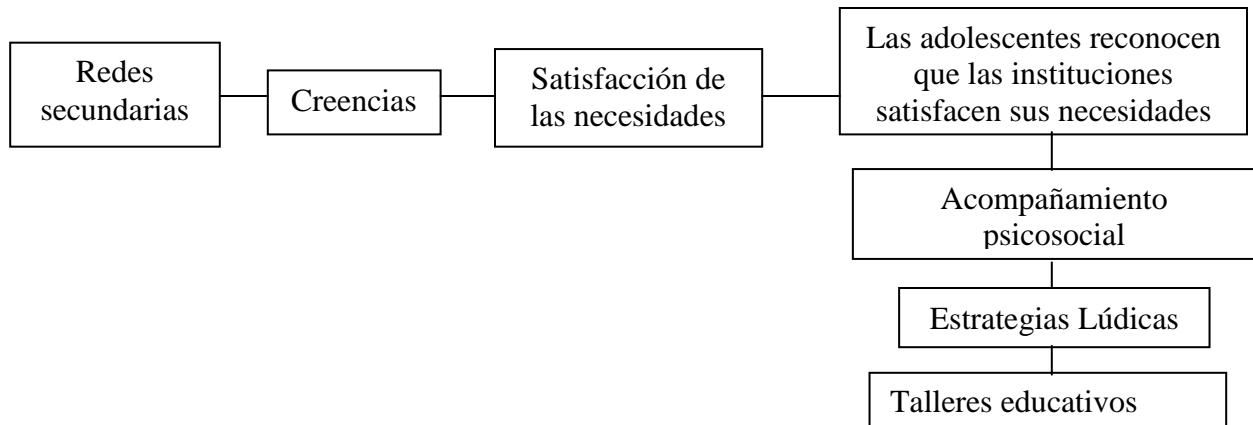 Redes
secundarias
Creencias
Satisfacción de
las necesidades
Las adolescentes reconocen
que las instituciones
satisfacen sus necesidades
Acompañamiento
psicosocial
Estrategias Lúdicas
Talleres educativos